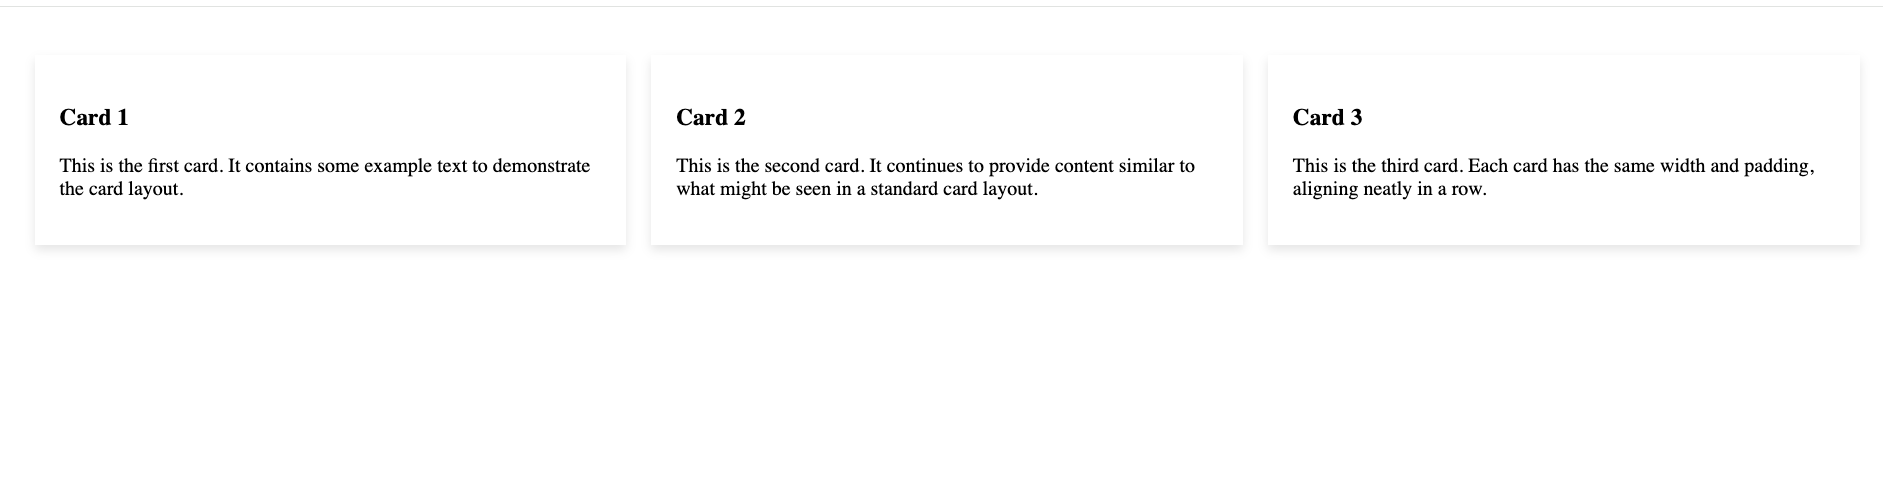 Card 1
This is the first card. It contains some example text to demonstrate
the card layout.
Card 2
This is the second card. It continues to provide content similar to
what might be seen in a standard card layout.
Card 3
This is the third card. Each card has the same width and padding,
aligning neatly in a row.